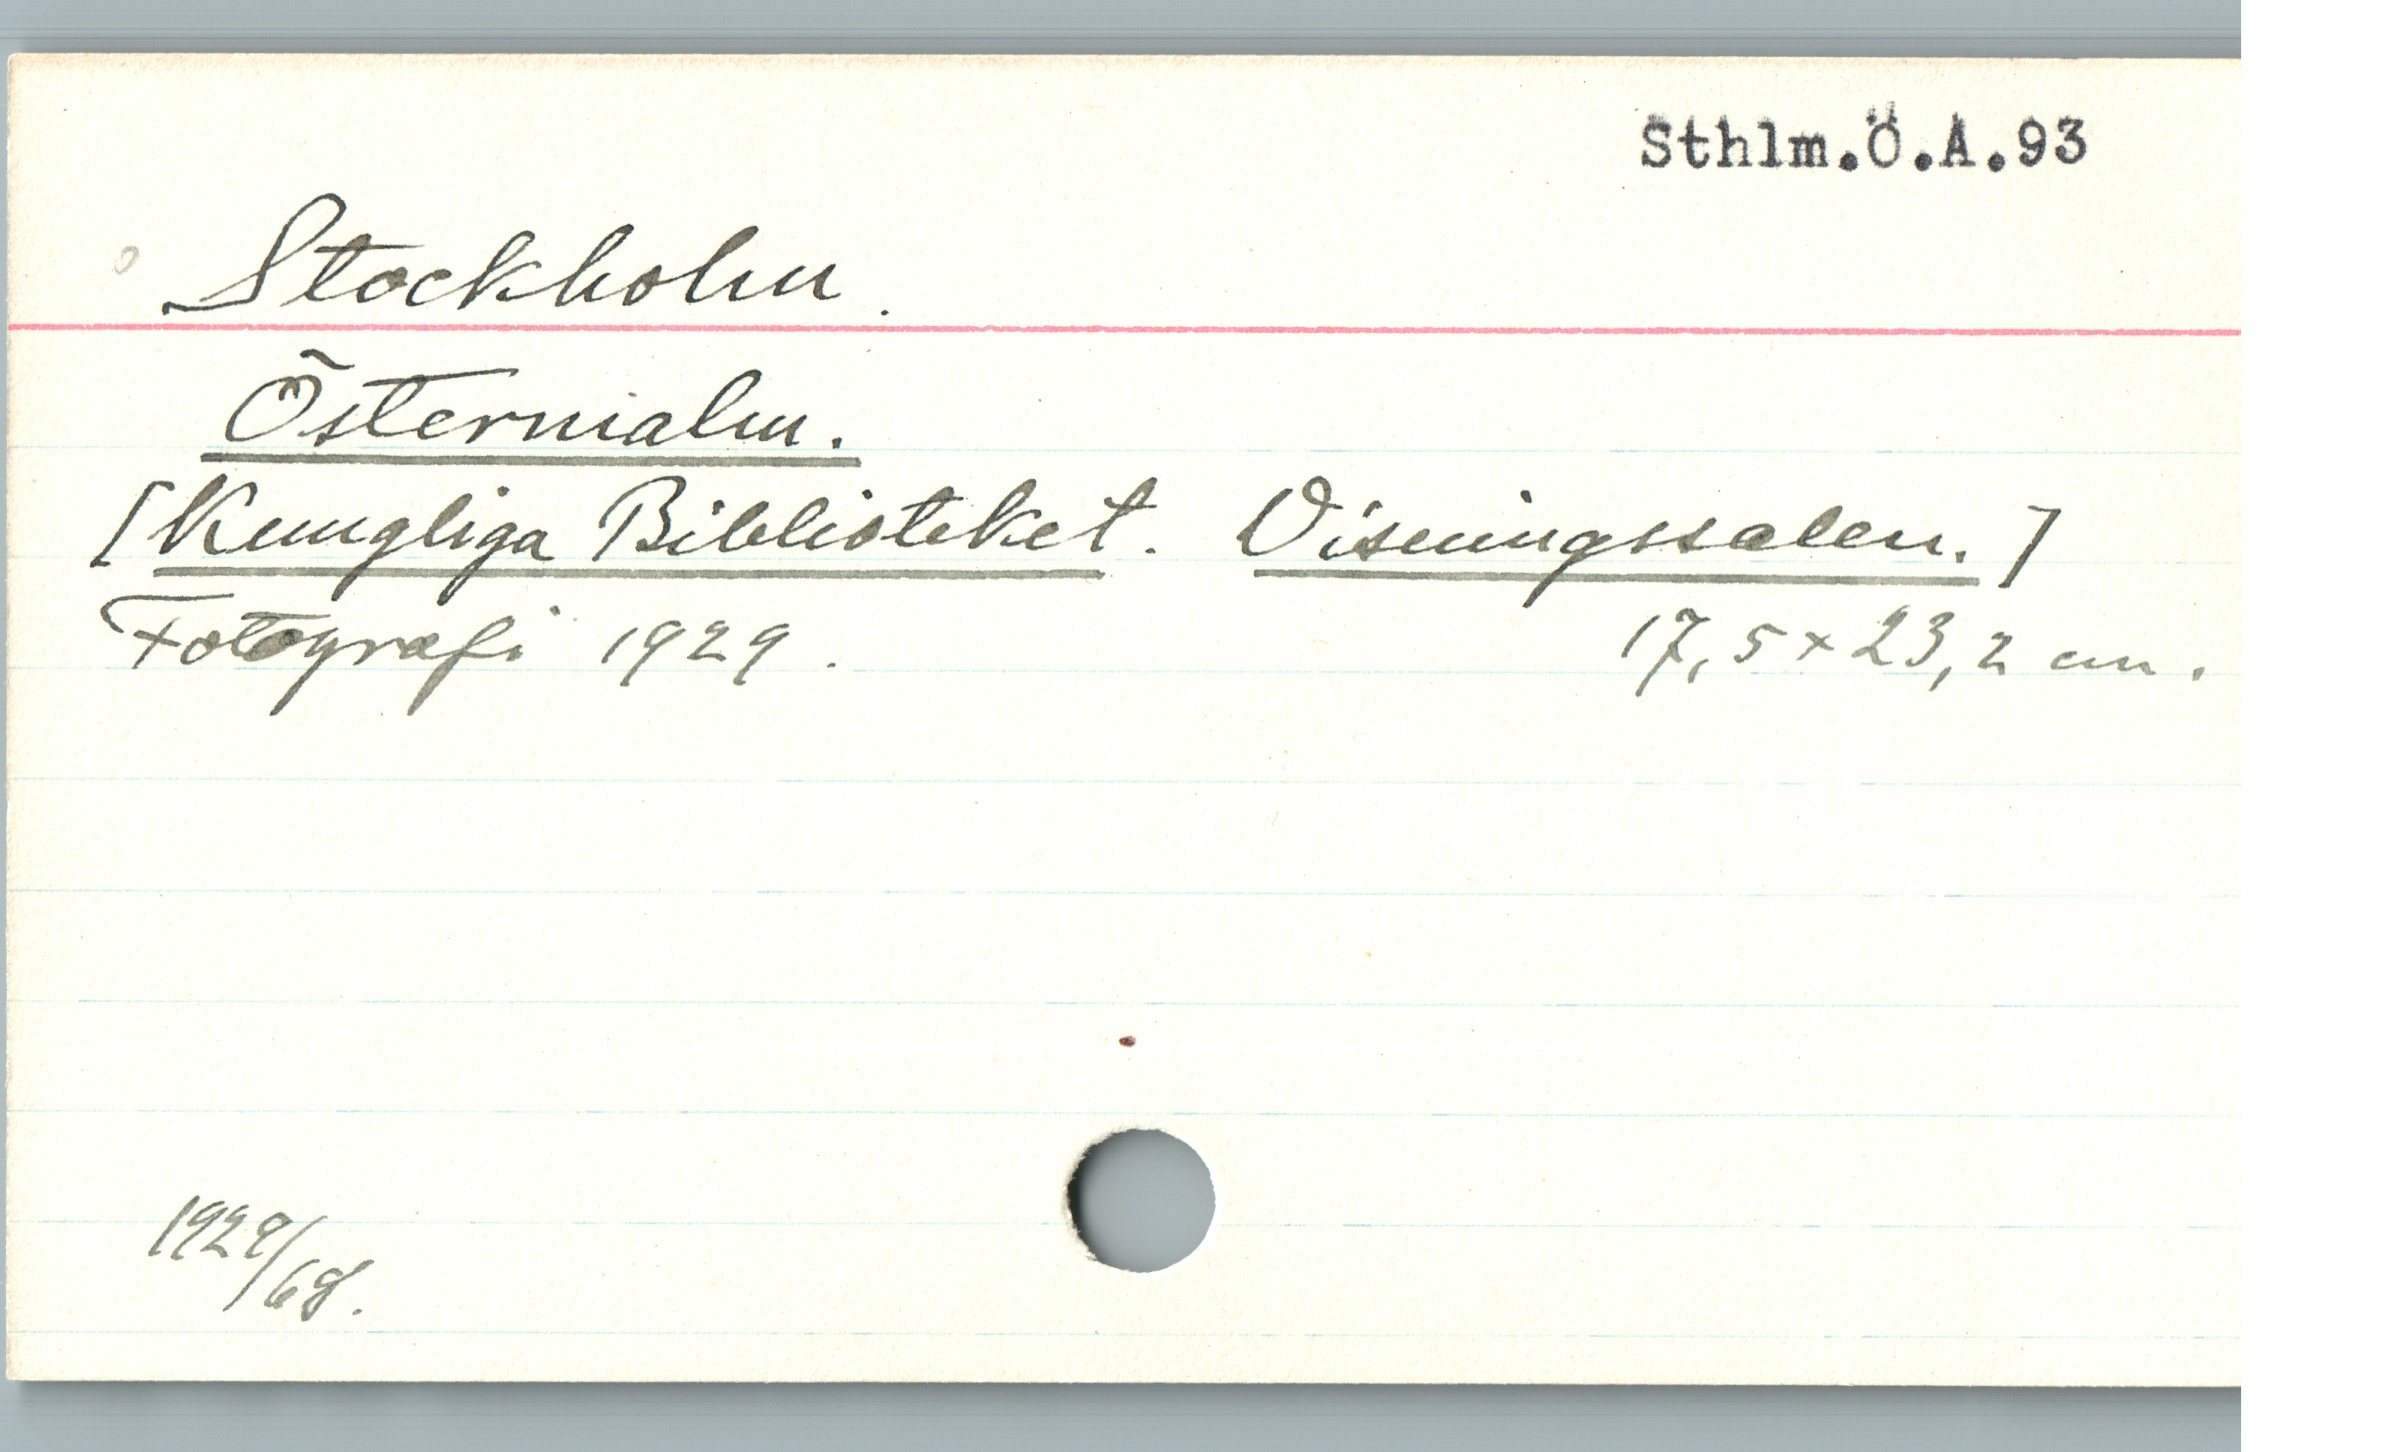 Sthlm.Ö.A.93
Stockholm.
Östermalm.
[Kungliga Biblioteket. Visningssalen.]
Fotografi 1929. 17,5 × 23,2 cm.
1929/68.